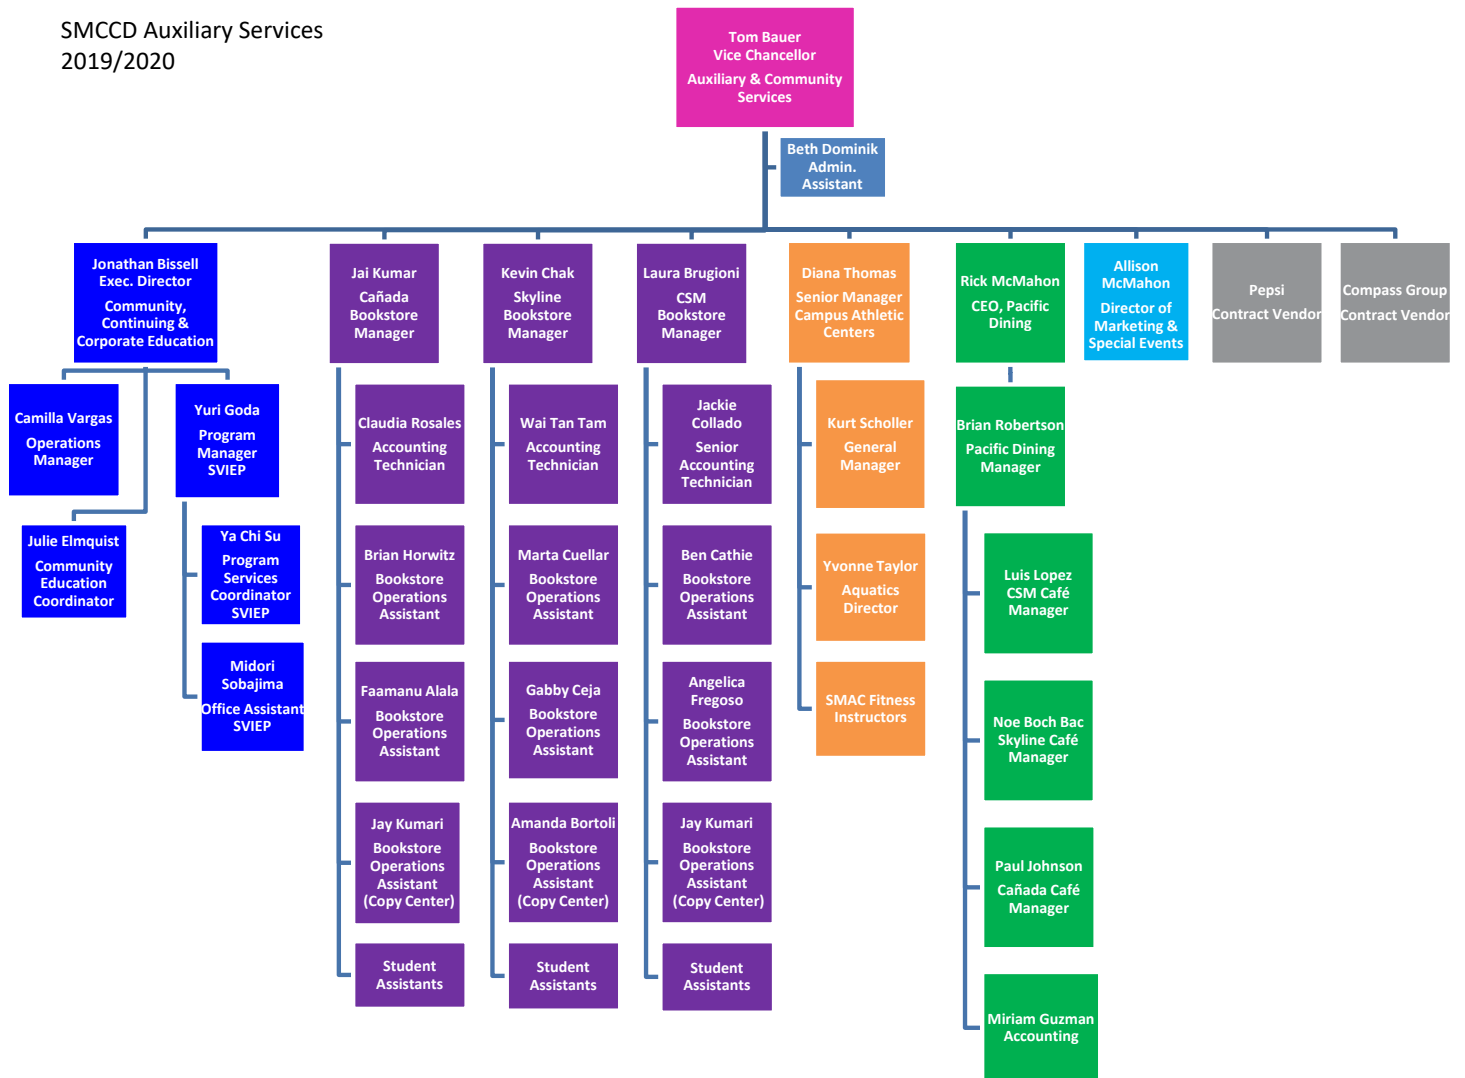 SMCCD Auxiliary Services
2019/2020
Tom Bauer
Vice Chancellor
Auxiliary & Community
Services
Beth Dominik
Admin.
Assistant
Jonathan Bissell
Exec. Director
Community,
Continuing &
Corporate Education
Jai Kumar
Cañada
Bookstore
Manager
Kevin Chak
Skyline
Bookstore
Manager
Laura Brugioni
CSM
Bookstore
Manager
Diana Thomas
Senior Manager
Campus Athletic
Centers
Rick McMahon
CEO, Pacific
Dining
Allison
McMahon
Director of
Marketing &
Special Events
Pepsi
Contract Vendor
Compass Group
Contract Vendor
Camilla Vargas
Operations
Manager
Yuri Goda
Program
Manager
SVIEP
Julie Elmquist
Community
Education
Coordinator
Ya Chi Su
Program
Services
Coordinator
SVIEP
Midori
Sobajima
Office Assistant
SVIEP
Claudia Rosales
Accounting
Technician
Brian Horwitz
Bookstore
Operations
Assistant
Faamanu Alala
Bookstore
Operations
Assistant
Jay Kumari
Bookstore
Operations
Assistant
(Copy Center)
Student
Assistants
Wai Tan Tam
Accounting
Technician
Marta Cuellar
Bookstore
Operations
Assistant
Gabby Ceja
Bookstore
Operations
Assistant
Amanda Bortoli
Bookstore
Operations
Assistant
(Copy Center)
Student
Assistants
Jackie
Collado
Senior
Accounting
Technician
Ben Cathie
Bookstore
Operations
Assistant
Angelica
Fregoso
Bookstore
Operations
Assistant
Jay Kumari
Bookstore
Operations
Assistant
(Copy Center)
Student
Assistants
Kurt Scholler
General
Manager
Yvonne Taylor
Aquatics
Director
SMAC Fitness
Instructors
Brian Robertson
Pacific Dining
Manager
Luis Lopez
CSM Café
Manager
Noe Boch Bac
Skyline Café
Manager
Paul Johnson
Cañada Café
Manager
Miriam Guzman
Accounting